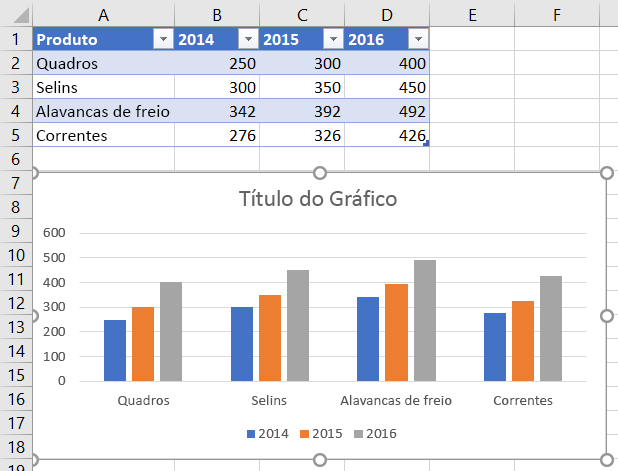 A B C D E F
1 Produto 2014 2015 2016
2 Quadros 250 300 400
3 Selins 300 350 450
4 Alavancas de freio 342 392 492
5 Correntes 276 326 426
6
7
8 Título do Gráfico
9 600
10 500
11 400
12 300
13 200
14 100
15 0
16 Quadros Selins Alavancas de freio Correntes
17 2014 2015 2016
18
19